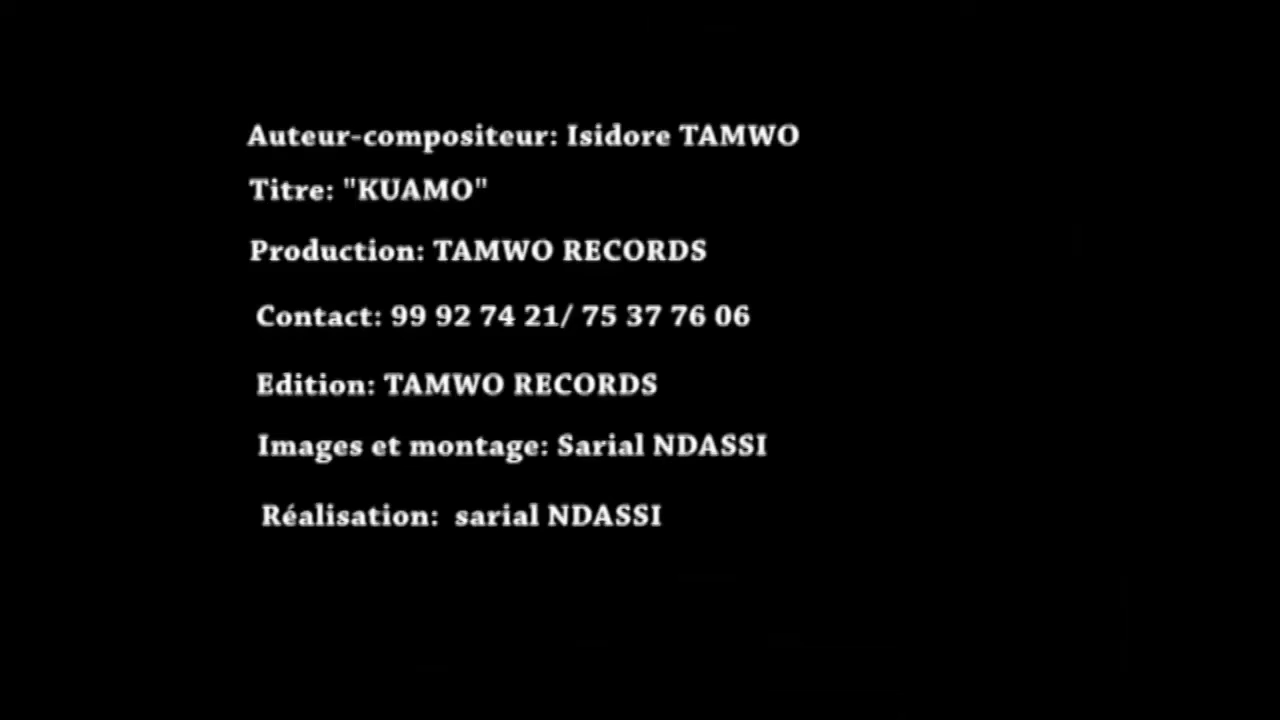 Auteur-compositeur: Isidore TAMWO
Titre: "KUAMO"
Production: TAMWO RECORDS
Contact: 99 92 74 21/ 75 37 76 06
Edition: TAMWO RECORDS
Images et montage: Sarial NDASSI
Réalisation: sarial NDASSI